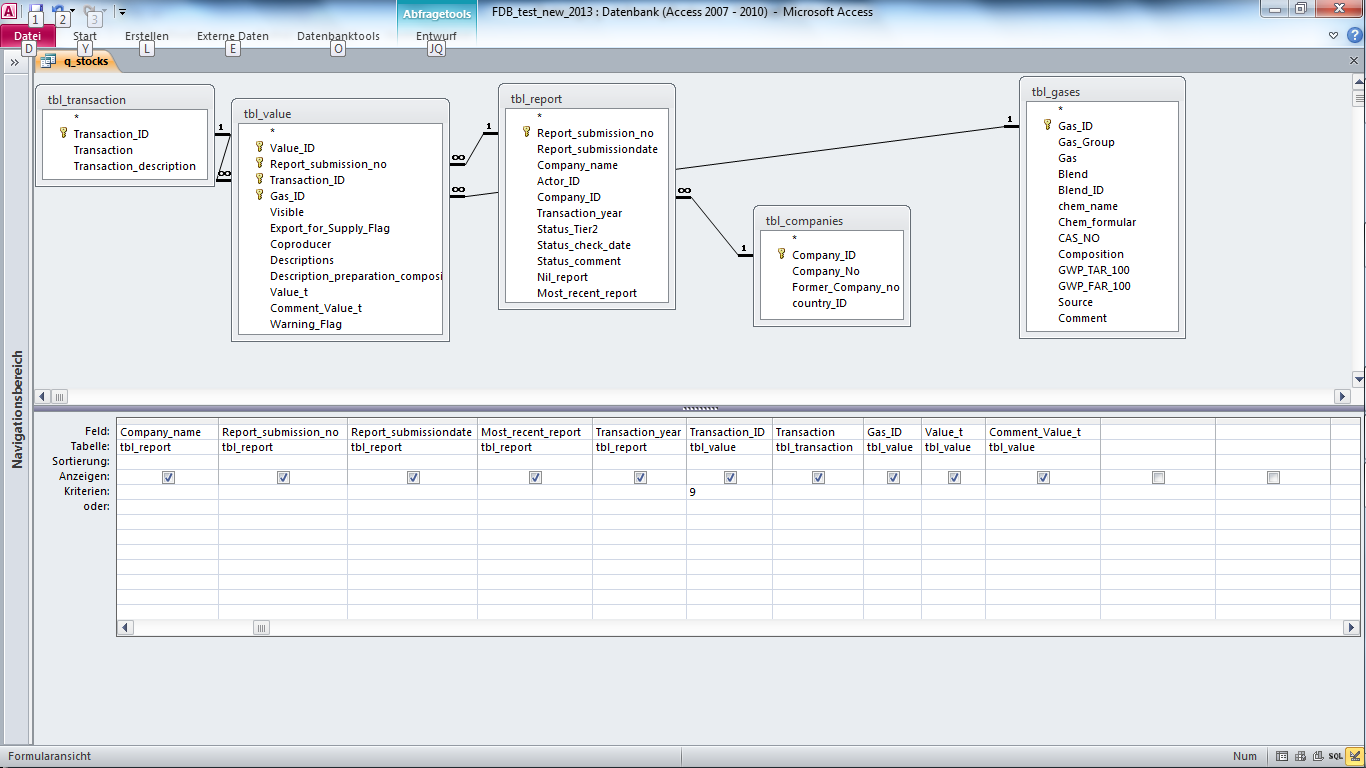 FDB_test_new_2013 : Datenbank (Access 2007 - 2010) - Microsoft Access
Abfragetools
1 2 3
Datei Start Erstellen Externe Daten Datenbanktools Entwurf
D Y L E O JQ
q_stocks
Navigationsbereich
tbl_transaction
*
Transaction_ID
Transaction
Transaction_description
1
∞
tbl_value
*
Value_ID
Report_submission_no
Transaction_ID
Gas_ID
Visible
Export_for_Supply_Flag
Coproducer
Descriptions
Description_preparation_composi
Value_t
Comment_Value_t
Warning_Flag
∞
1
∞
tbl_report
*
Report_submission_no
Report_submissiondate
Company_name
Actor_ID
Company_ID
Transaction_year
Status_Tier2
Status_check_date
Status_comment
Nil_report
Most_recent_report
∞
1
tbl_companies
*
Company_ID
Company_No
Former_Company_no
country_ID
1
tbl_gases
*
Gas_ID
Gas_Group
Gas
Blend
Blend_ID
chem_name
Chem_formular
CAS_NO
Composition
GWP_TAR_100
GWP_FAR_100
Source
Comment
Feld: Company_name Report_submission_no Report_submissiondate Most_recent_report Transaction_year Transaction_ID Transaction Gas_ID Value_t Comment_Value_t
Tabelle: tbl_report tbl_report tbl_report tbl_report tbl_report tbl_value tbl_transaction tbl_value tbl_value tbl_value
Sortierung:
Anzeigen:
Kriterien: 9
oder:
Formularansicht
Num
SQL